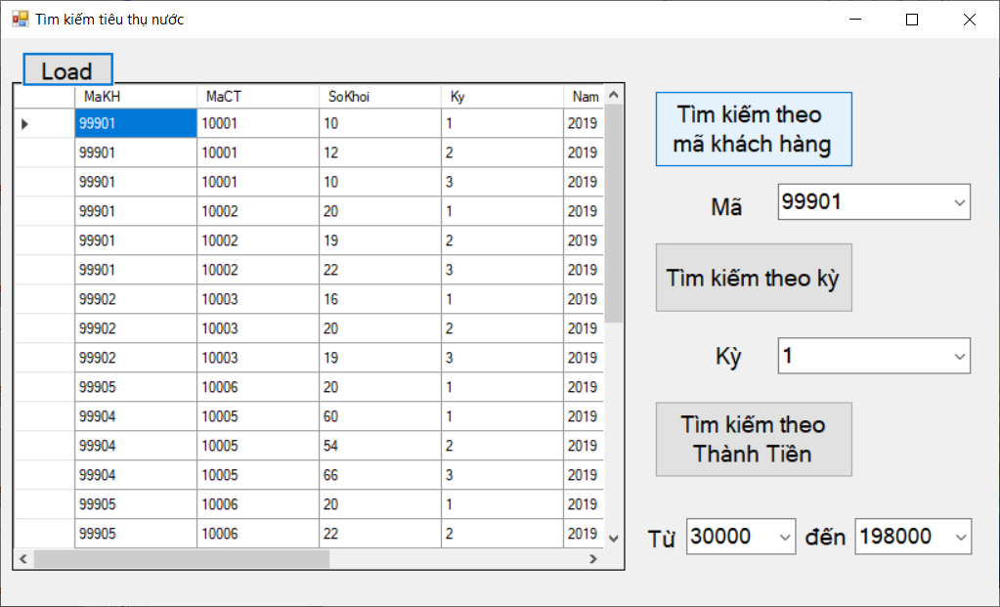 Tìm kiếm tiêu thụ nước
Load
MaKH MaCT SoKhoi Ky Nam
99901 10001 10 1 2019
99901 10001 12 2 2019
99901 10001 10 3 2019
99901 10002 20 1 2019
99901 10002 19 2 2019
99901 10002 22 3 2019
99902 10003 16 1 2019
99902 10003 20 2 2019
99902 10003 19 3 2019
99905 10006 20 1 2019
99904 10005 60 1 2019
99904 10005 54 2 2019
99904 10005 66 3 2019
99905 10006 20 1 2019
99905 10006 22 2 2019
Tìm kiếm theo
mã khách hàng
Mã 99901
Tìm kiếm theo kỳ
Kỳ 1
Tìm kiếm theo
Thành Tiền
Từ 30000 đến 198000